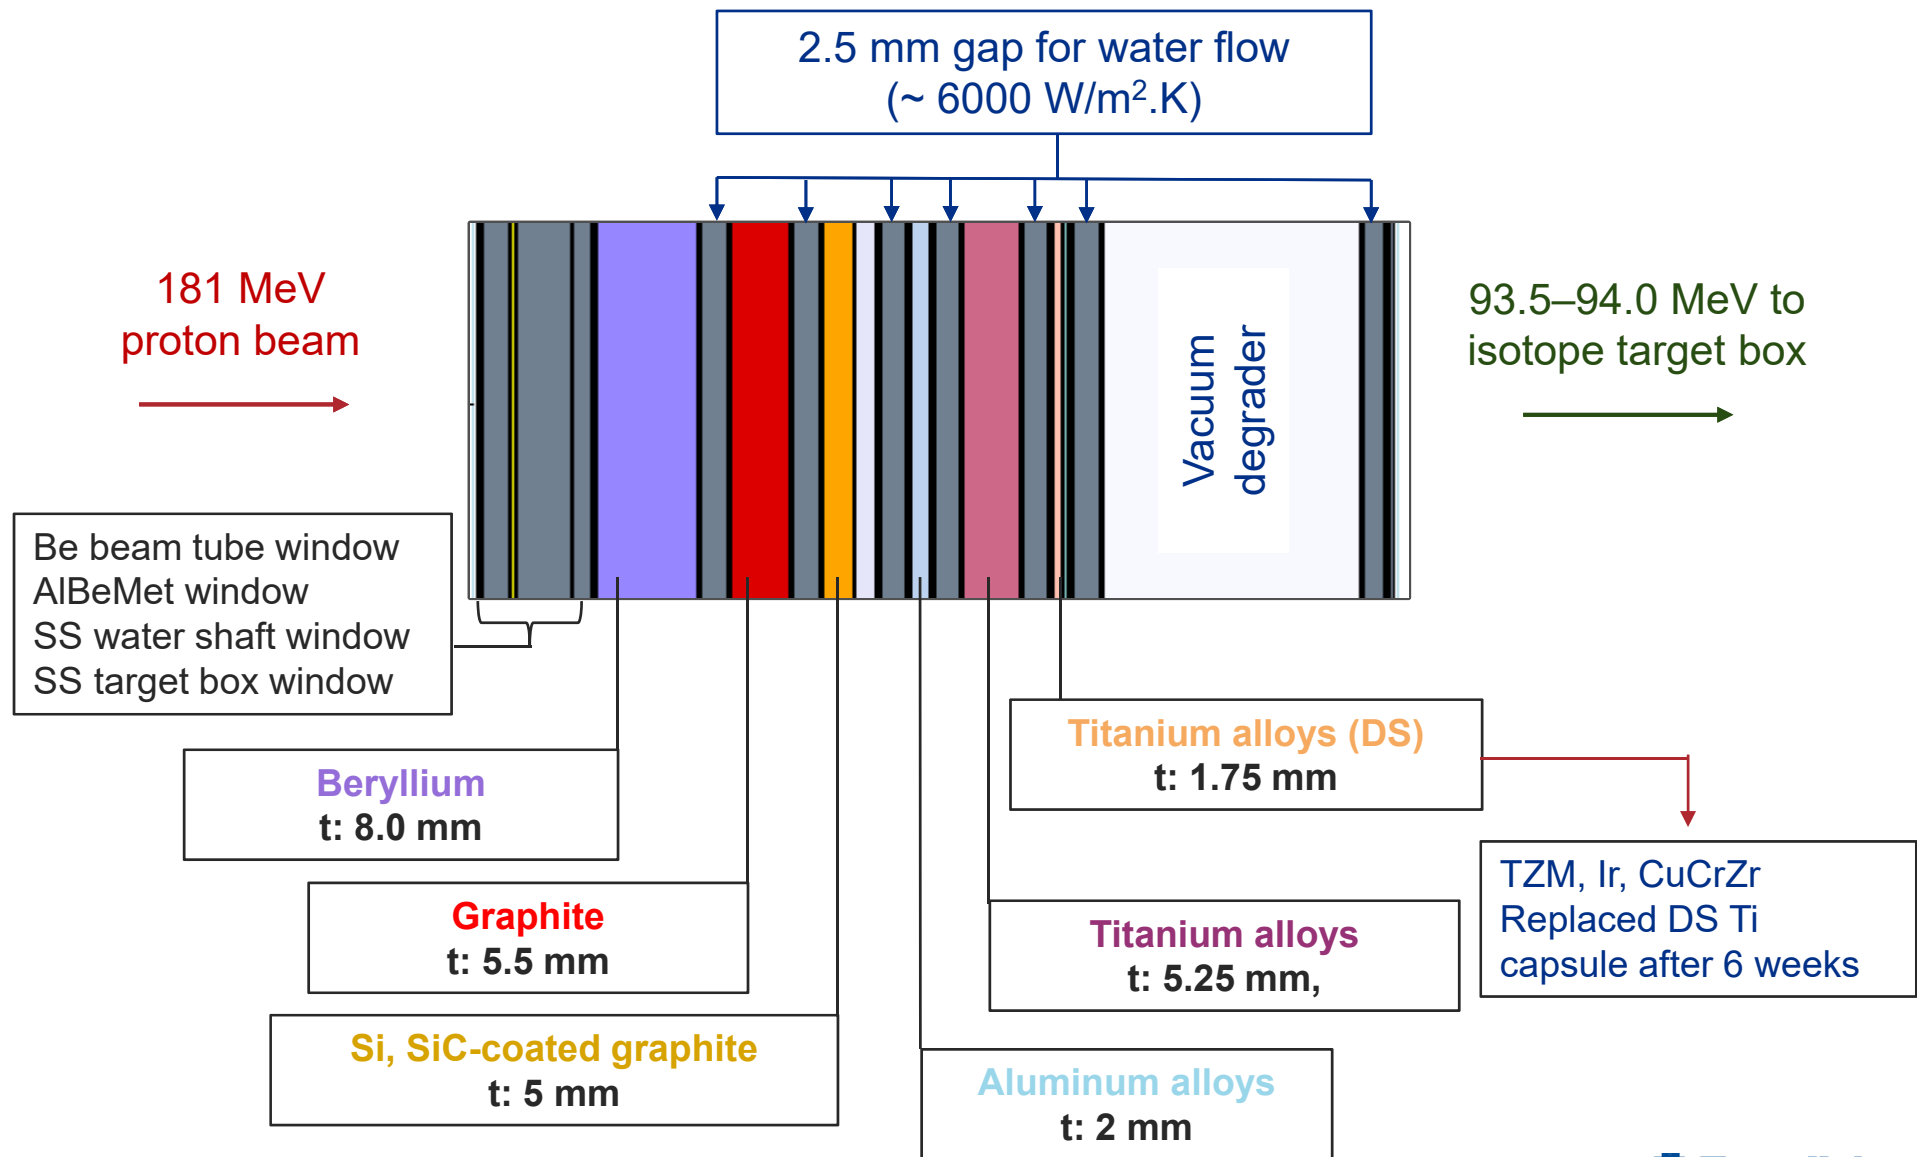 2.5 mm gap for water flow
(~ 6000 W/m².K)
181 MeV
proton beam
93.5–94.0 MeV to
isotope target box
Vacuum
degrader
Be beam tube window
AlBeMet window
SS water shaft window
SS target box window
Beryllium
t: 8.0 mm
Graphite
t: 5.5 mm
Si, SiC-coated graphite
t: 5 mm
Aluminum alloys
t: 2 mm
Titanium alloys
t: 5.25 mm,
Titanium alloys (DS)
t: 1.75 mm
TZM, Ir, CuCrZr
Replaced DS Ti
capsule after 6 weeks